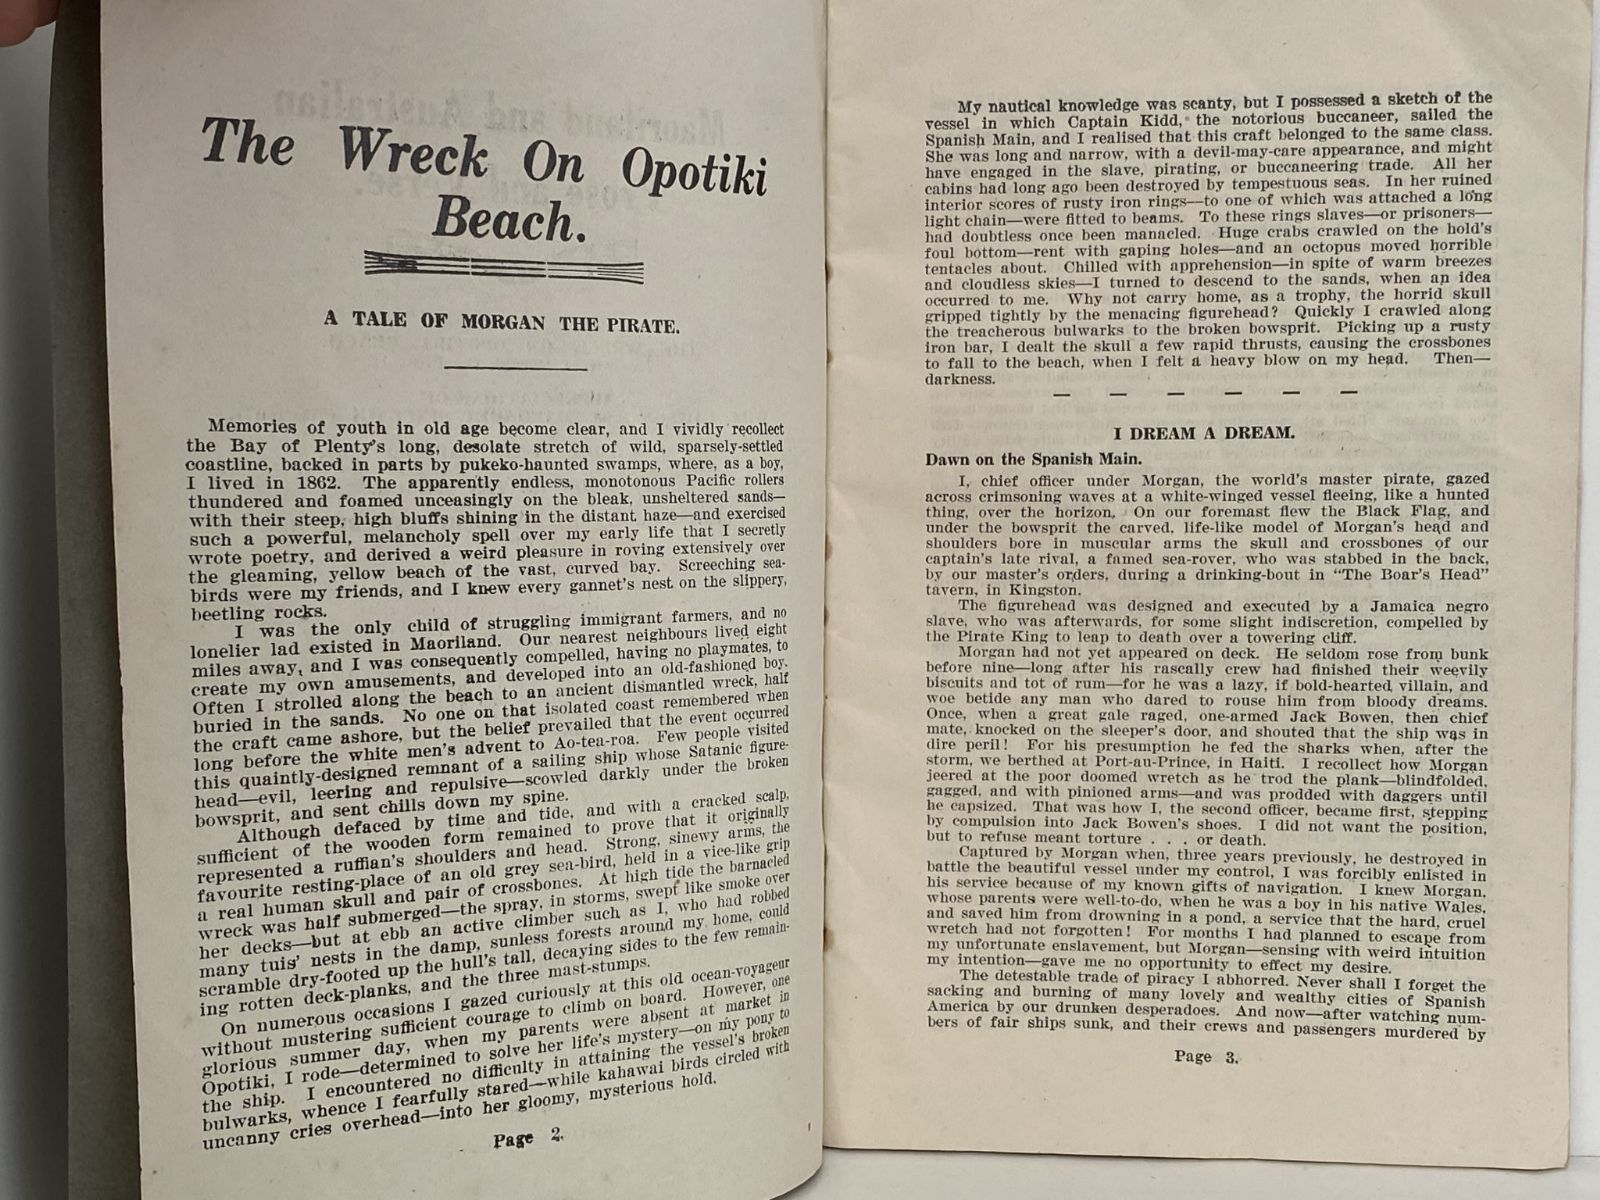 The Wreck On Opotiki
Beach.
A TALE OF MORGAN THE PIRATE.
Memories of youth in old age become clear, and I vividly recollect
the Bay of Plenty's long, desolate stretch of wild, sparsely-settled
coastline, backed in parts by pukeko-haunted swamps, where, as a boy,
I lived in 1862. The apparently endless, monotonous Pacific rollers
thundered and foamed unceasingly on the bleak, unsheltered sands—
with their steep, high bluffs shining in the distant haze—and exercised
such a powerful, melancholy spell over my early life that I secretly
wrote poetry, and derived a weird pleasure in roving extensively over
the gleaming, yellow beach of the vast, curved bay. Screeching sea-
birds were my friends, and I knew every gannet's nest on the slippery,
beetling rocks.
I was the only child of struggling immigrant farmers, and no
lonelier lad existed in Maoriland. Our nearest neighbours lived eight
miles away, and I was consequently compelled, having no playmates, to
create my own amusements, and developed into an old-fashioned boy.
Often I strolled along the beach to an ancient dismantled wreck, half
buried in the sands. No one on that isolated coast remembered when
the craft came ashore, but the belief prevailed that the event occurred
long before the white men's advent to Ao-tea-roa. Few people visited
this quaintly-designed remnant of a sailing ship whose Satanic figure-
head—evil, leering and repulsive—scowled darkly under the broken
bowsprit, and sent chills down my spine.
Although defaced by time and tide, and with a cracked scalp,
sufficient of the wooden form remained to prove that it originally
represented a ruffian's shoulders and head. Strong, sinewy arms, the
favourite resting-place of an old grey sea-bird, held in a vice-like grip
a real human skull and pair of crossbones. At high tide the barnacled
wreck was half submerged—the spray, in storms, swept like smoke over
her decks—but at ebb an active climber such as I, who had robbed
many tuis' nests in the damp, sunless forests around my home, could
scramble dry-footed up the hull's tall, decaying sides to the few remain-
ing rotten deck-planks, and the three mast-stumps.
On numerous occasions I gazed curiously at this old ocean-voyageur
without mustering sufficient courage to climb on board. However, one
glorious summer day, when my parents were absent at market in
Opotiki, I rode—determined to solve her life's mystery—on my pony to
the ship. I encountered no difficulty in attaining the vessel's broken
bulwarks, whence I fearfully stared—while kahawai birds circled with
uncanny cries overhead—into her gloomy, mysterious hold.
Page 2.
My nautical knowledge was scanty, but I possessed a sketch of the
vessel in which Captain Kidd, the notorious buccaneer, sailed the
Spanish Main, and I realised that this craft belonged to the same class.
She was long and narrow, with a devil-may-care appearance, and might
have engaged in the slave, pirating, or buccaneering trade. All her
cabins had long ago been destroyed by tempestuous seas. In her ruined
interior scores of rusty iron rings—to one of which was attached a long
light chain—were fitted to beams. To these rings slaves—or prisoners—
had doubtless once been manacled. Huge crabs crawled on the hold's
foul bottom—rent with gaping holes—and an octopus moved horrible
tentacles about. Chilled with apprehension—in spite of warm breezes
and cloudless skies—I turned to descend to the sands, when an idea
occurred to me. Why not carry home, as a trophy, the horrid skull
gripped tightly by the menacing figurehead? Quickly I crawled along
the treacherous bulwarks to the broken bowsprit. Picking up a rusty
iron bar, I dealt the skull a few rapid thrusts, causing the crossbones
to fall to the beach, when I felt a heavy blow on my head. Then—
darkness.
— — — — — —
I DREAM A DREAM.
Dawn on the Spanish Main.
I, chief officer under Morgan, the world's master pirate, gazed
across crimsoning waves at a white-winged vessel fleeing, like a hunted
thing, over the horizon. On our foremast flew the Black Flag, and
under the bowsprit the carved, life-like model of Morgan's head and
shoulders bore in muscular arms the skull and crossbones of our
captain's late rival, a famed sea-rover, who was stabbed in the back,
by our master's orders, during a drinking-bout in "The Boar's Head"
tavern, in Kingston.
The figurehead was designed and executed by a Jamaica negro
slave, who was afterwards, for some slight indiscretion, compelled by
the Pirate King to leap to death over a towering cliff.
Morgan had not yet appeared on deck. He seldom rose from bunk
before nine—long after his rascally crew had finished their weevily
biscuits and tot of rum—for he was a lazy, if bold-hearted villain, and
woe betide any man who dared to rouse him from bloody dreams.
Once, when a great gale raged, one-armed Jack Bowen, then chief
mate, knocked on the sleeper's door, and shouted that the ship was in
dire peril! For his presumption he fed the sharks when, after the
storm, we berthed at Port-au-Prince, in Haiti. I recollect how Morgan
jeered at the poor doomed wretch as he trod the plank—blindfolded,
gagged, and with pinioned arms—and was prodded with daggers until
he capsized. That was how I, the second officer, became first, stepping
by compulsion into Jack Bowen's shoes. I did not want the position,
but to refuse meant torture . . . or death.
Captured by Morgan when, three years previously, he destroyed in
battle the beautiful vessel under my control, I was forcibly enlisted in
his service because of my known gifts of navigation. I knew Morgan,
whose parents were well-to-do, when he was a boy in his native Wales,
and saved him from drowning in a pond, a service that the hard, cruel
wretch had not forgotten! For months I had planned to escape from
my unfortunate enslavement, but Morgan—sensing with weird intuition
my intention—gave me no opportunity to effect my desire.
The detestable trade of piracy I abhorred. Never shall I forget the
sacking and burning of many lovely and wealthy cities of Spanish
America by our drunken desperadoes. And now—after watching num-
bers of fair ships sunk, and their crews and passengers murdered by
Page 3.